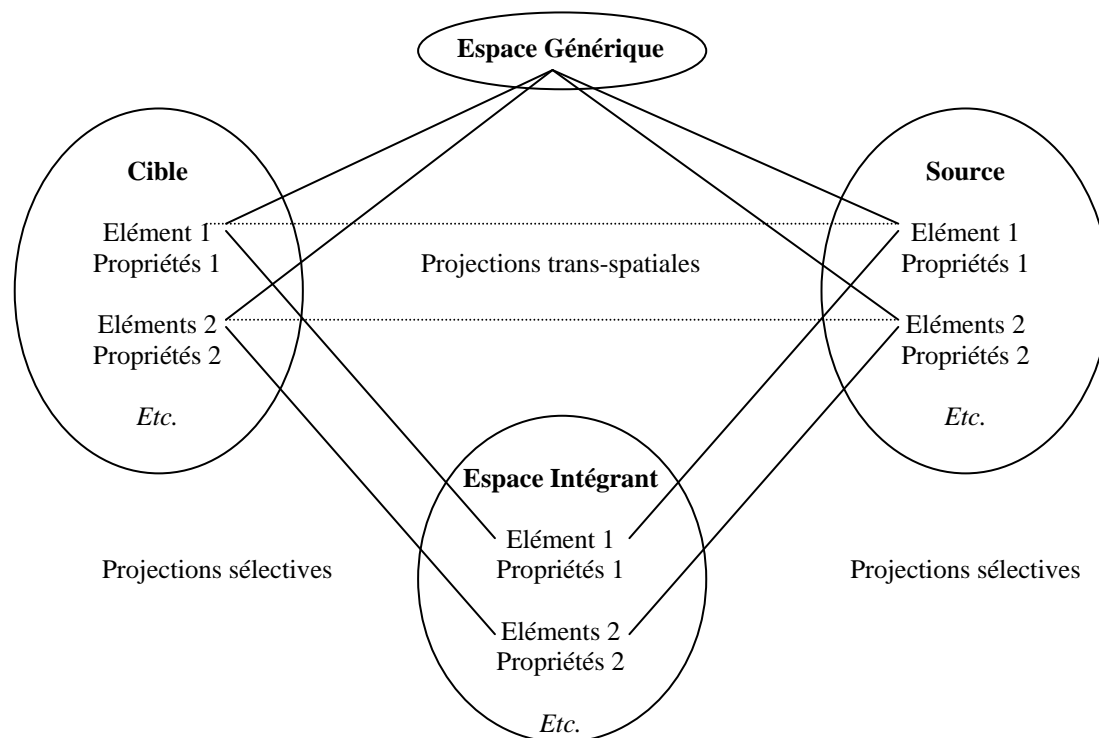 Espace Générique
Cible
Elément 1
Propriétés 1
Eléments 2
Propriétés 2
Etc.
Projections trans-spatiales
Source
Elément 1
Propriétés 1
Eléments 2
Propriétés 2
Etc.
Espace Intégrant
Elément 1
Propriétés 1
Eléments 2
Propriétés 2
Etc.
Projections sélectives
Projections sélectives